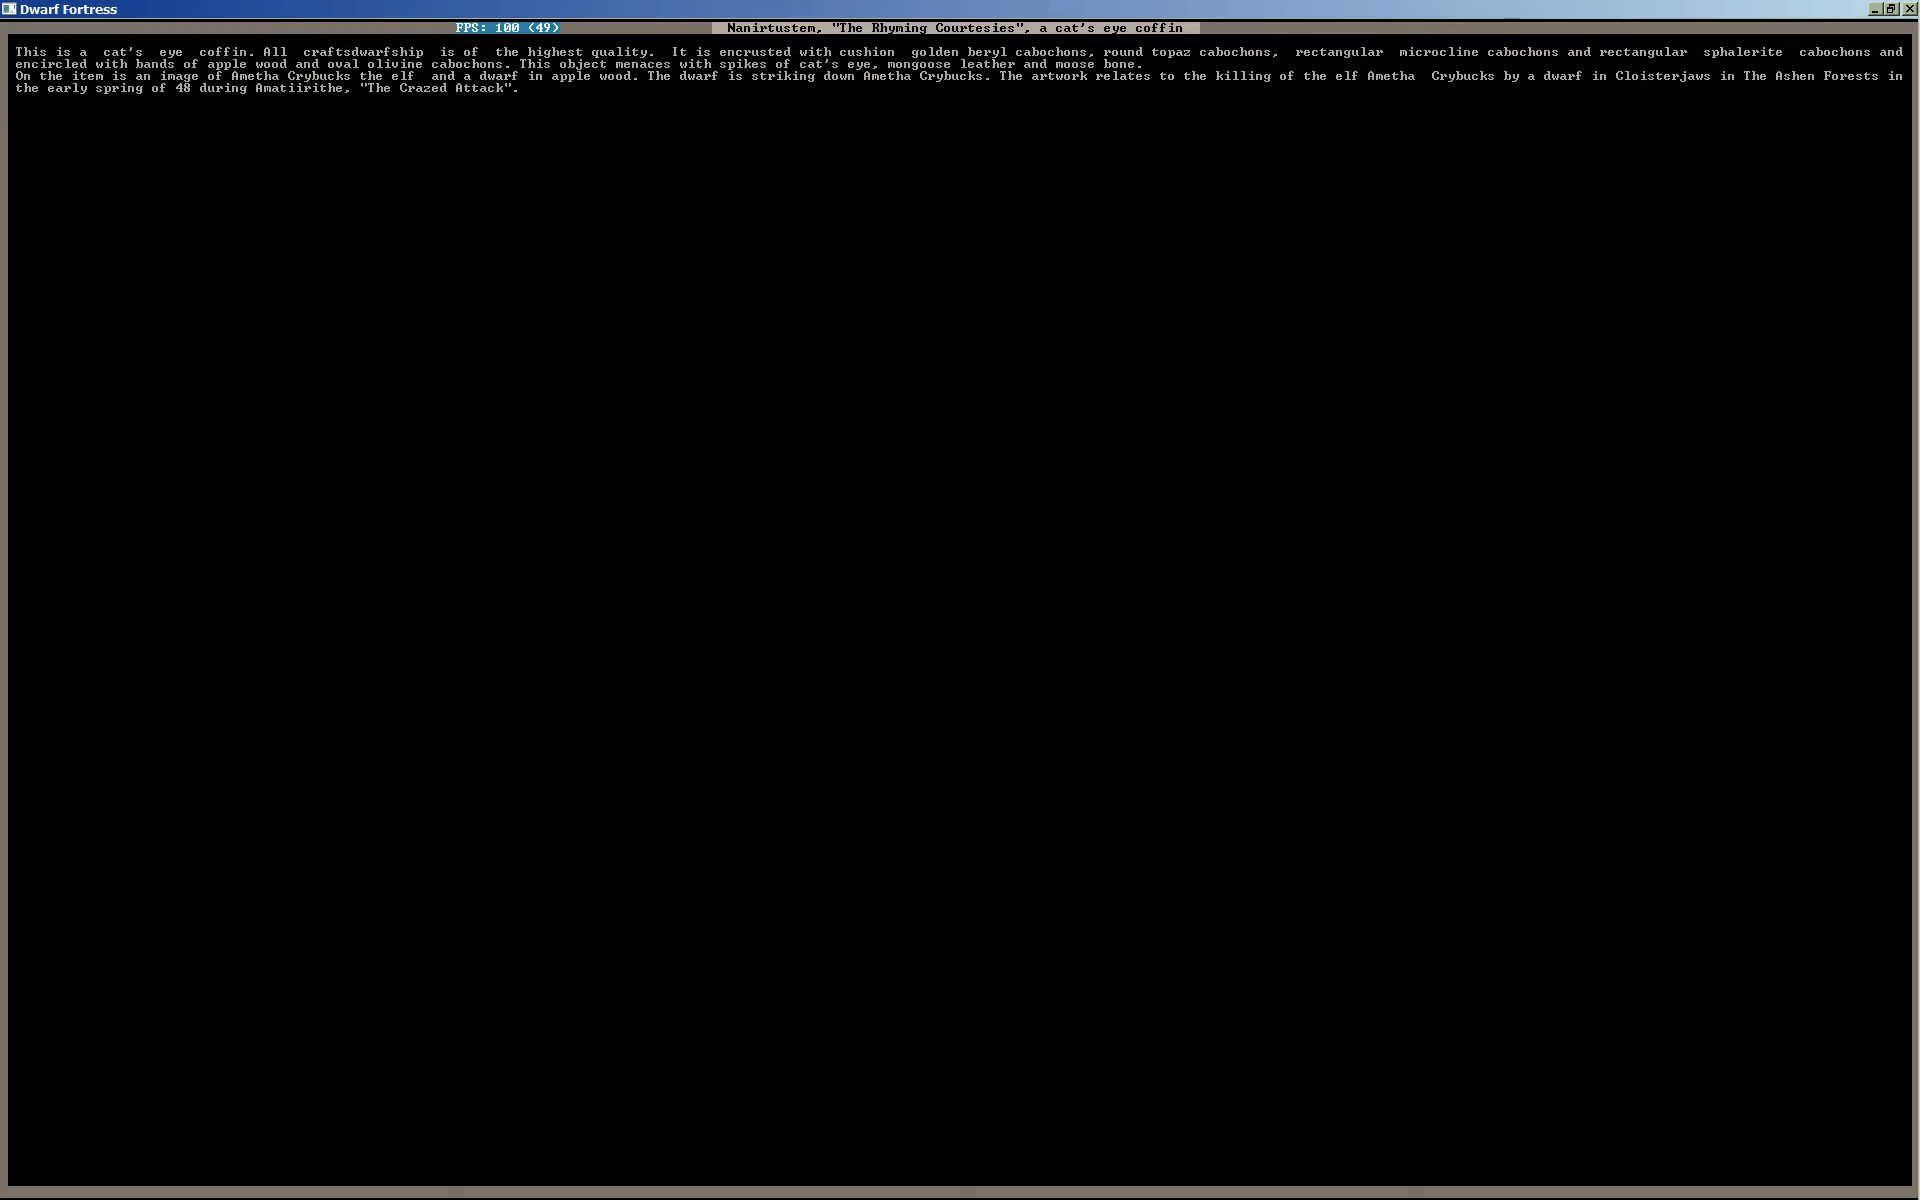 Dwarf Fortress
FPS: 100 (49) Nanirtustem, "The Rhyming Courtesies", a cat's eye coffin
This is a cat's eye coffin. All craftsdwarfship is of the highest quality. It is encrusted with cushion golden beryl cabochons, round topaz cabochons, rectangular microcline cabochons and rectangular sphalerite cabochons and
encircled with bands of apple wood and oval olivine cabochons. This object menaces with spikes of cat's eye, mongoose leather and moose bone.
On the item is an image of Ametha Crybucks the elf and a dwarf in apple wood. The dwarf is striking down Ametha Crybucks. The artwork relates to the killing of the elf Ametha Crybucks by a dwarf in Cloisterjaws in The Ashen Forests in
the early spring of 48 during Amatiirithe, "The Crazed Attack".